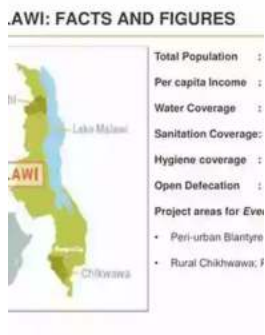 .AWI: FACTS AND FIGURES
Total Population :
Per capita Income :
Water Coverage :
Sanitation Coverage:
Hygiene coverage :
Open Defecation :
Project areas for Ever
• Peri-urban Blantyre
• Rural Chikhwawa;
Lake Malawi
AWI
Chikwawa